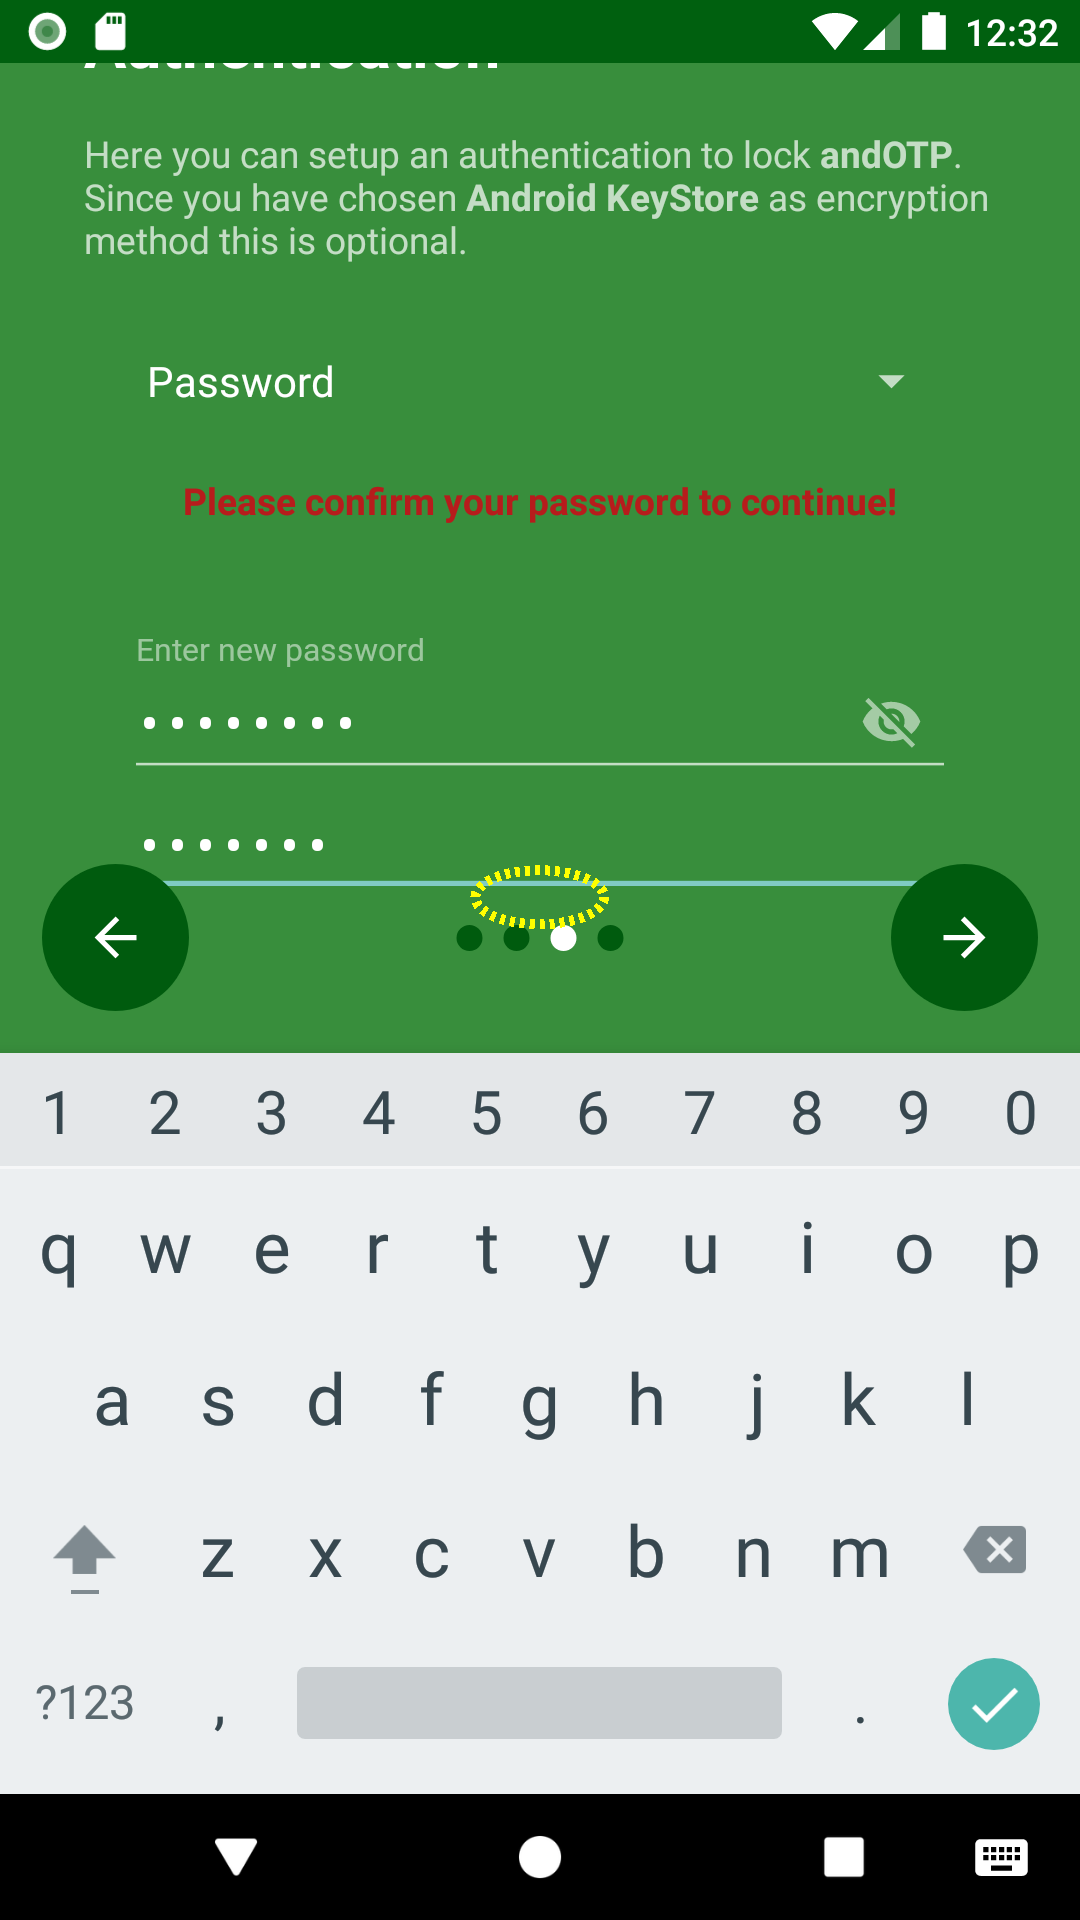 12:32
Authentication
Here you can setup an authentication to lock andOTP.
Since you have chosen Android KeyStore as encryption
method this is optional.
Password
Please confirm your password to continue!
Enter new password
••••••••
•••••••
1 2 3 4 5 6 7 8 9 0
q w e r t y u i o p
a s d f g h j k l
z x c v b n m
?123 , .